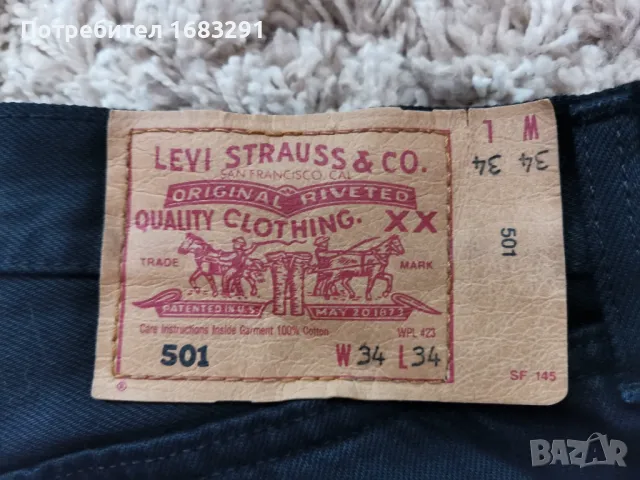 Потребител 1683291
LEVI STRAUSS & CO.
SAN FRANCISCO, CAL
ORIGINAL RIVETED
QUALITY CLOTHING. XX
TRADE MARK
PATENTED IN U.S. MAY 20 1873
Care Instructions Inside Garment 100% Cotton WPL 423
501 W 34 L 34
®
W L
34 34
501
SF 145
BAZAR